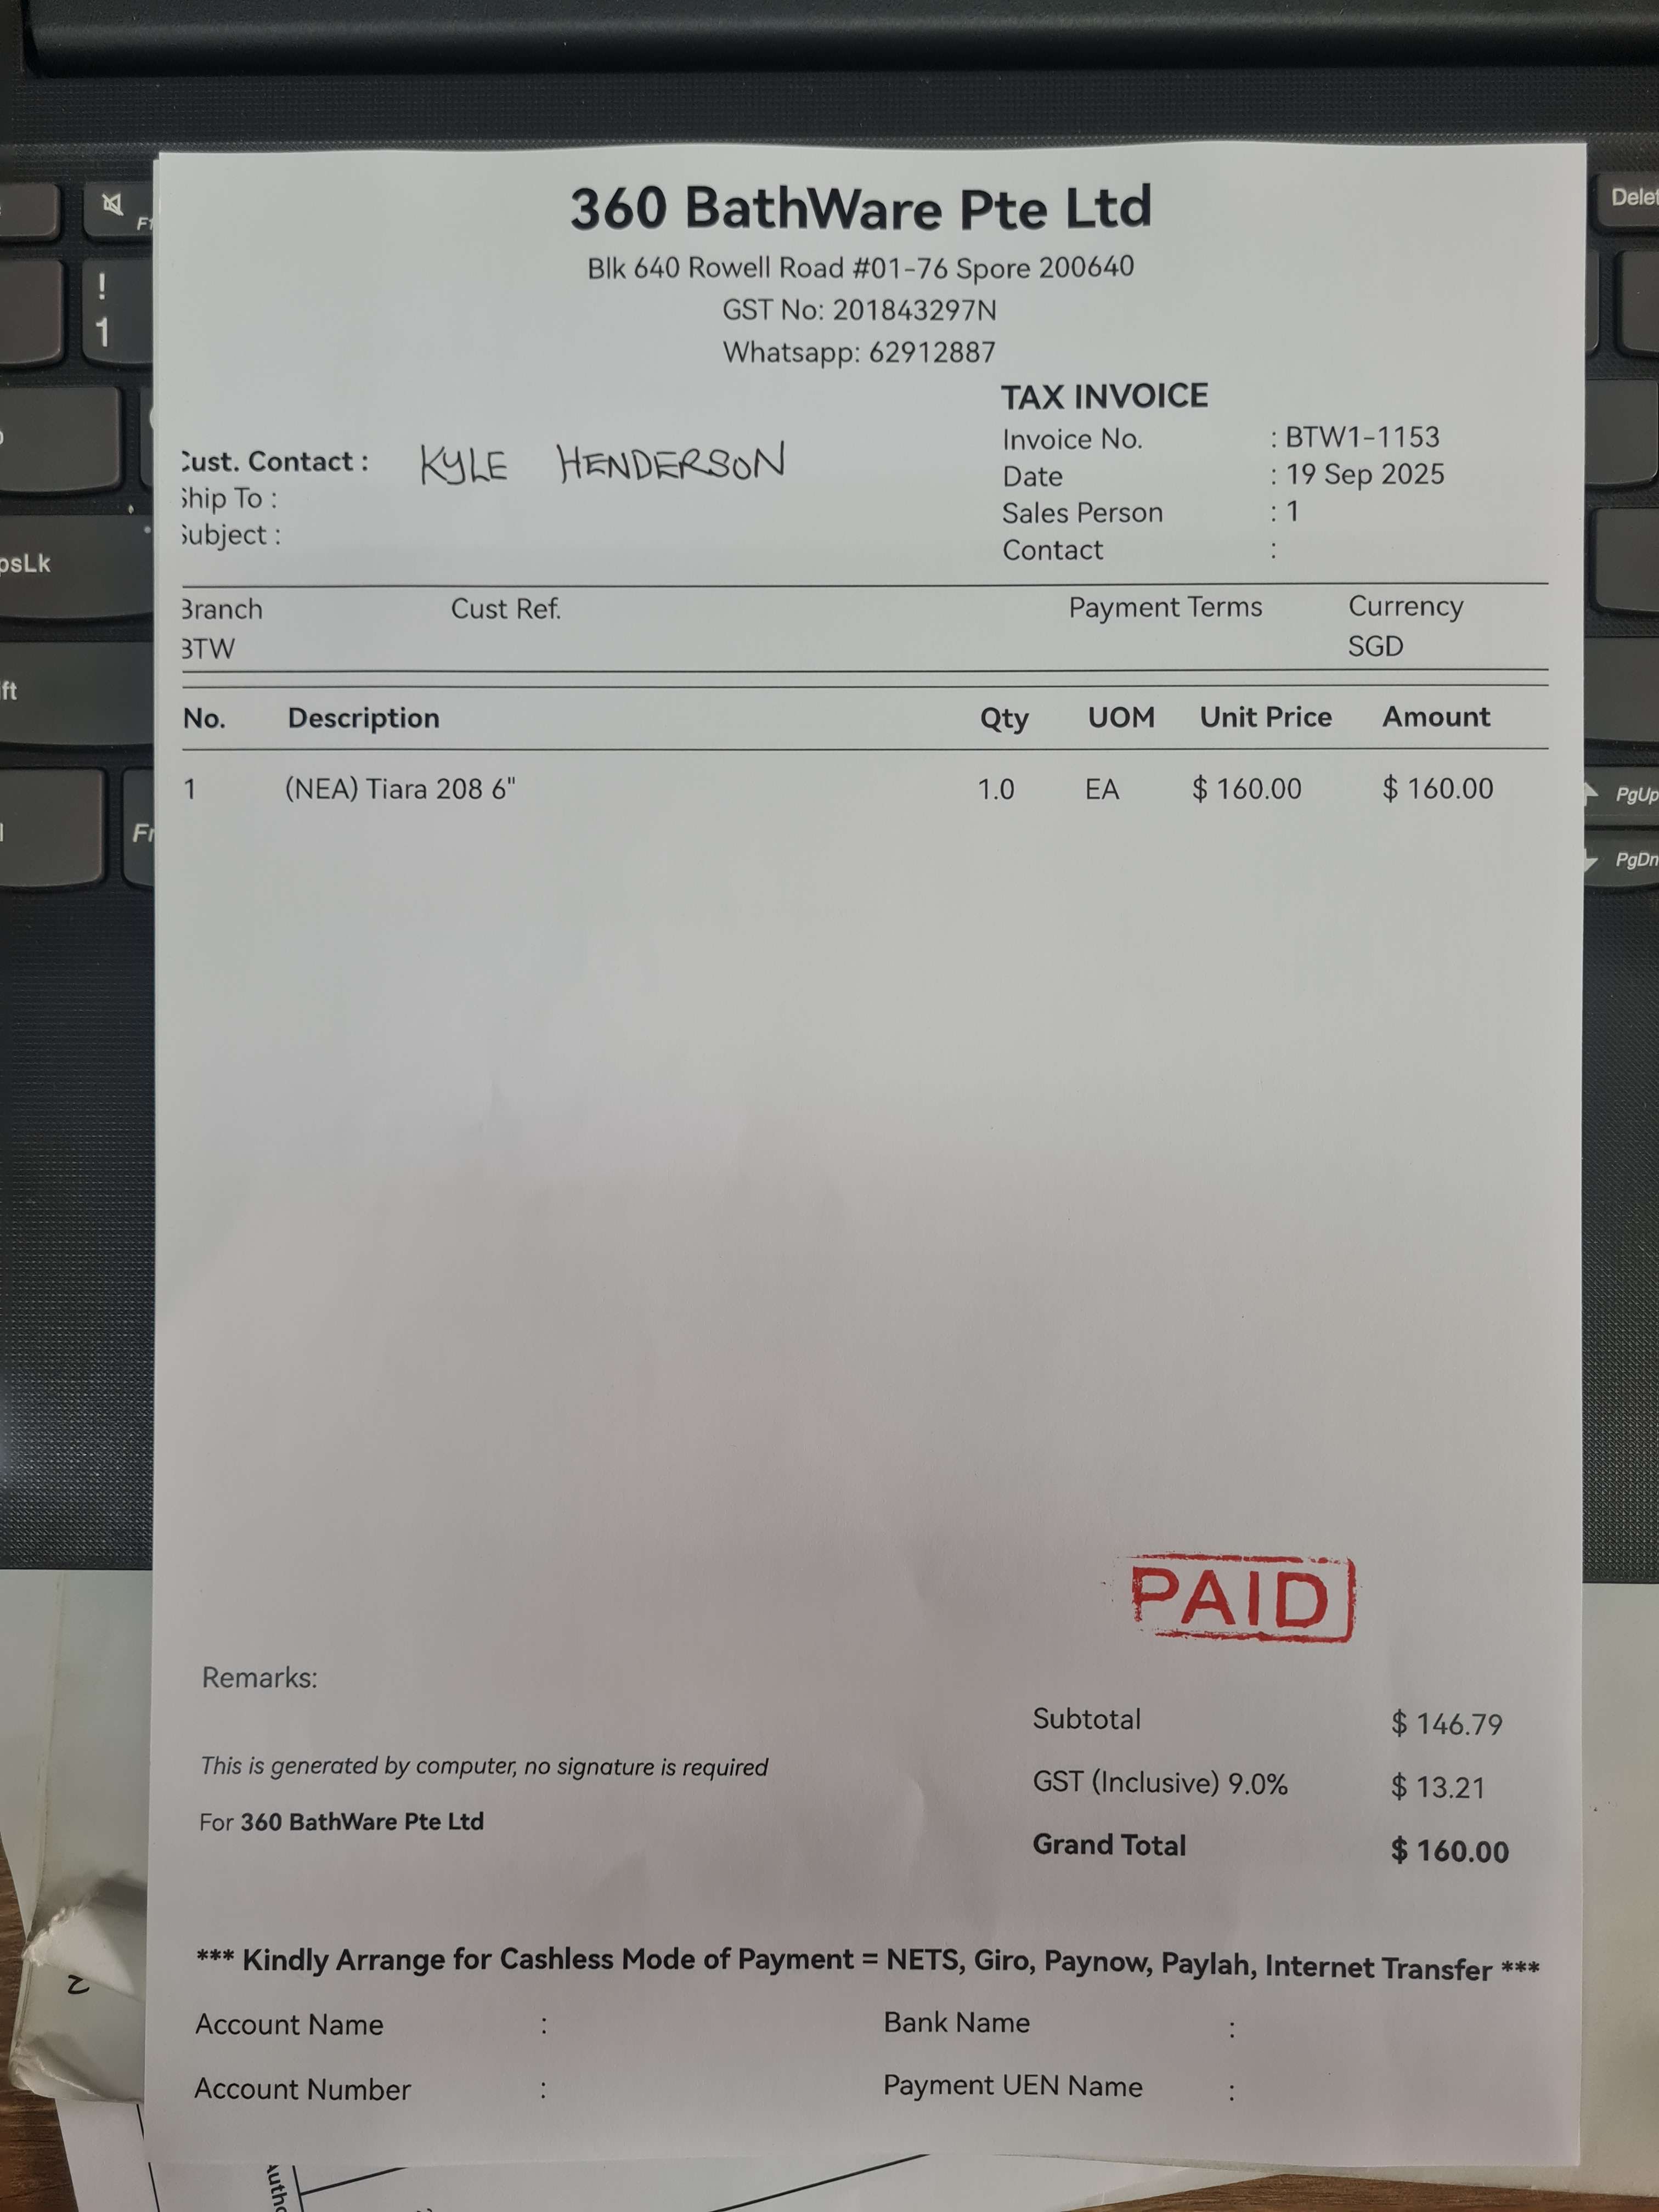 360 BathWare Pte Ltd
Blk 640 Rowell Road #01-76 Spore 200640
GST No: 201843297N
Whatsapp: 62912887
TAX INVOICE
Cust. Contact : KYLE HENDERSON
Ship To :
Subject :
Invoice No. : BTW1-1153
Date : 19 Sep 2025
Sales Person : 1
Contact :
Branch Cust Ref. Payment Terms Currency
BTW SGD
No. Description Qty UOM Unit Price Amount
1 (NEA) Tiara 208 6" 1.0 EA $ 160.00 $ 160.00
PAID
Remarks:
Subtotal $ 146.79
This is generated by computer, no signature is required
GST (Inclusive) 9.0% $ 13.21
For 360 BathWare Pte Ltd
Grand Total $ 160.00
*** Kindly Arrange for Cashless Mode of Payment = NETS, Giro, Paynow, Paylah, Internet Transfer ***
Account Name : Bank Name :
Account Number : Payment UEN Name :
!
1
PgUp
PgDn